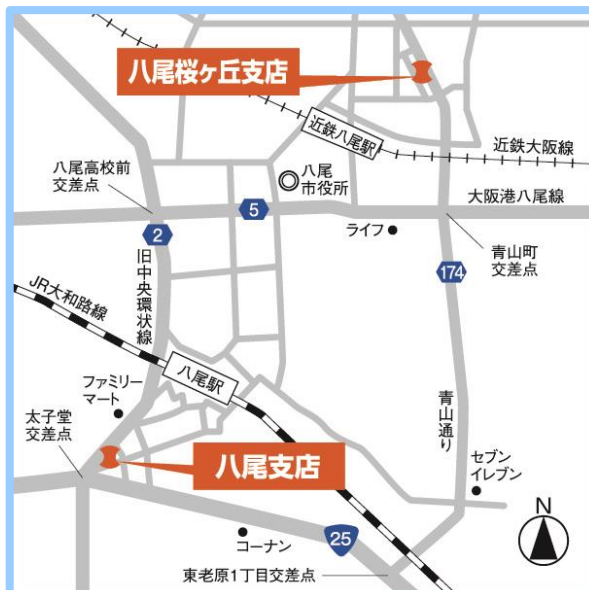 八尾桜ヶ丘支店
近鉄八尾駅
近鉄大阪線
八尾高校前
交差点
八尾
市役所
大阪港八尾線
5
2
ライフ
青山町
交差点
174
旧中央環状線
JR大和路線
八尾駅
ファミリー
マート
青山通り
太子堂
交差点
八尾支店
セブン
イレブン
N
25
コーナン
東老原1丁目交差点